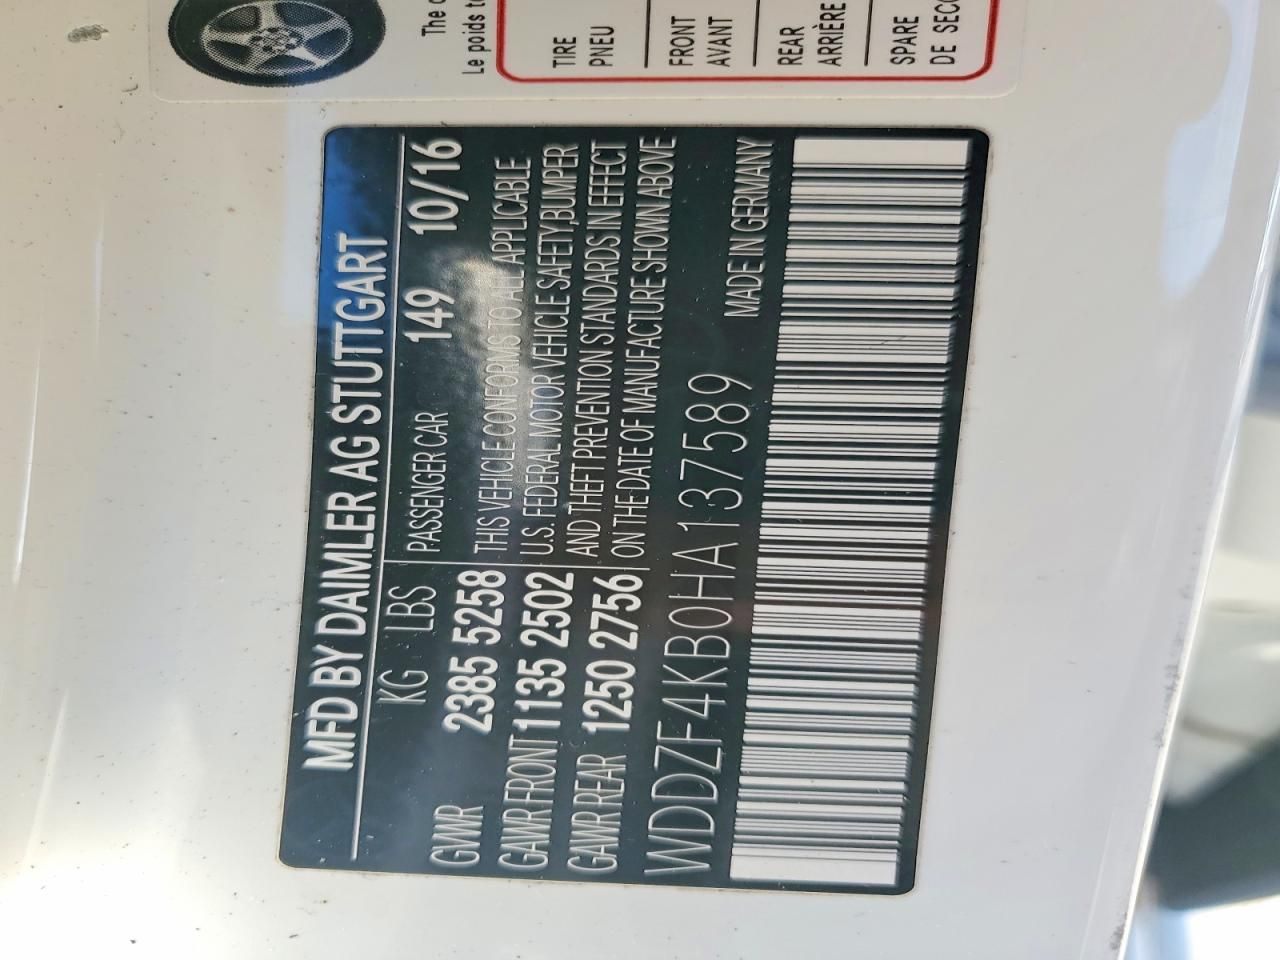 The
Le poids
TIRE
PNEU
FRONT
AVANT
REAR
ARRIÈRE
SPARE
DE
MFD BY DAIMLER AG STUTTGART
KG LBS PASSENGER CAR 149 10/16
GWR 2385 5258 THIS VEHICLE CONFORMS TO ALL APPLICABLE
GAWR FRONT 1135 2502 U.S. FEDERAL MOTOR VEHICLE SAFETY,BUMPER
AND THEFT PREVENTION STANDARDS IN EFFECT
GAWR REAR 1250 2756 ON THE DATE OF MANUFACTURE SHOWN ABOVE
WDDZF4KB0HA137589 MADE IN GERMANY